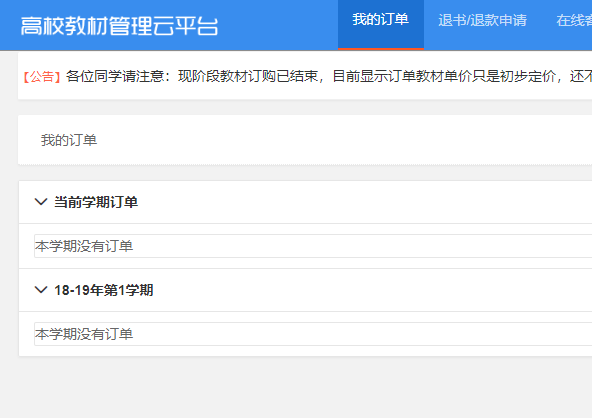 高校教材管理云平台 我的订单 退书/退款申请 在线
【公告】各位同学请注意：现阶段教材订购已结束，目前显示订单教材单价只是初步定价，还
我的订单
当前学期订单
本学期没有订单
18-19年第1学期
本学期没有订单